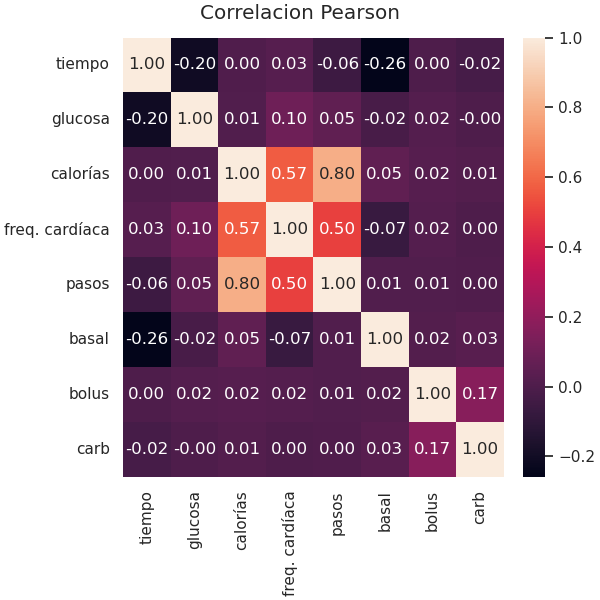 Correlacion Pearson
tiempo 1.00 -0.20 0.00 0.03 -0.06 -0.26 0.00 -0.02
glucosa -0.20 1.00 0.01 0.10 0.05 -0.02 0.02 -0.00
calorías 0.00 0.01 1.00 0.57 0.80 0.05 0.02 0.01
freq. cardíaca 0.03 0.10 0.57 1.00 0.50 -0.07 0.02 0.00
pasos -0.06 0.05 0.80 0.50 1.00 0.01 0.01 0.00
basal -0.26 -0.02 0.05 -0.07 0.01 1.00 0.02 0.03
bolus 0.00 0.02 0.02 0.02 0.01 0.02 1.00 0.17
carb -0.02 -0.00 0.01 0.00 0.00 0.03 0.17 1.00
tiempo
glucosa
calorías
freq. cardíaca
pasos
basal
bolus
carb
1.0
0.8
0.6
0.4
0.2
0.0
−0.2